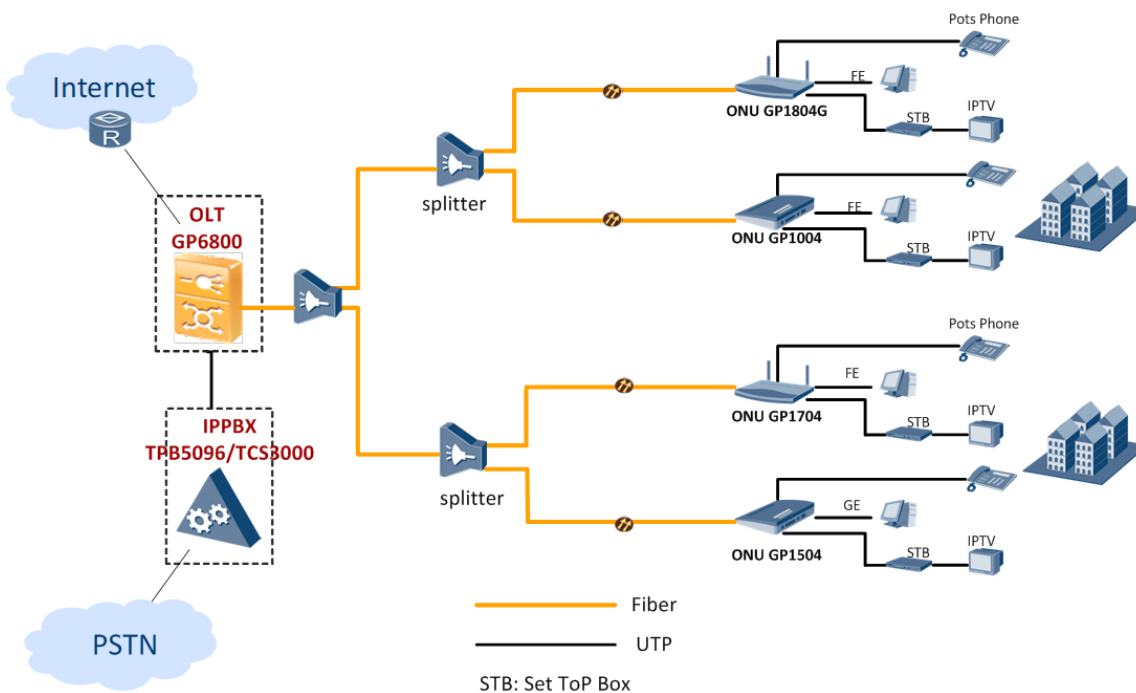 Pots Phone
Internet
R
FE
IPTV
STB
ONU GP1804G
splitter
OLT
GP6800
FE
ONU GP1004
STB
IPTV
Pots Phone
FE
ONU GP1704
IPTV
STB
IPPBX
TPB5096/TCS3000
splitter
GE
ONU GP1504
STB
IPTV
Fiber
PSTN
UTP
STB: Set ToP Box